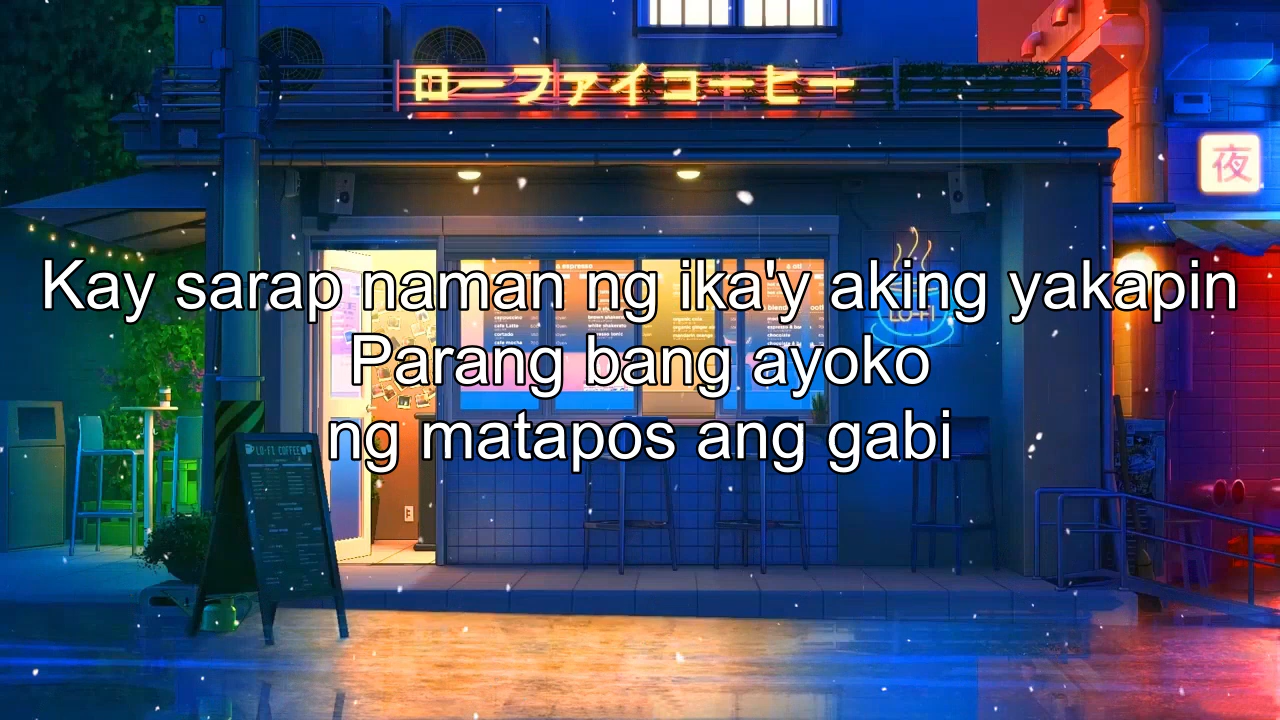 ローファイコーヒー
夜
Kay sarap naman ng ika'y aking yakapin
LO-FI
Parang bang ayoko
ng matapos ang gabi
LO-FI COFFEE